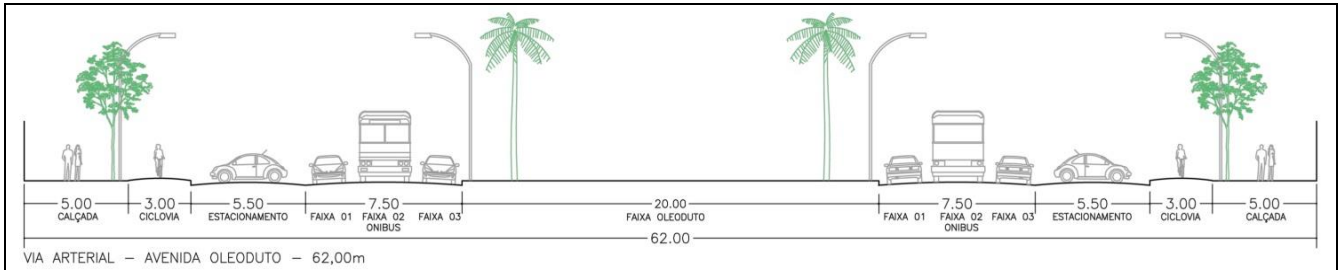 5.00 3.00 5.50 7.50 20.00 7.50 5.50 3.00 5.00
CALÇADA CICLOVIA ESTACIONAMENTO FAIXA 01 FAIXA 02 FAIXA 03 FAIXA OLEODUTO FAIXA 01 FAIXA 02 FAIXA 03 ESTACIONAMENTO CICLOVIA CALÇADA
ONIBUS ONIBUS
62.00
VIA ARTERIAL – AVENIDA OLEODUTO – 62,00m